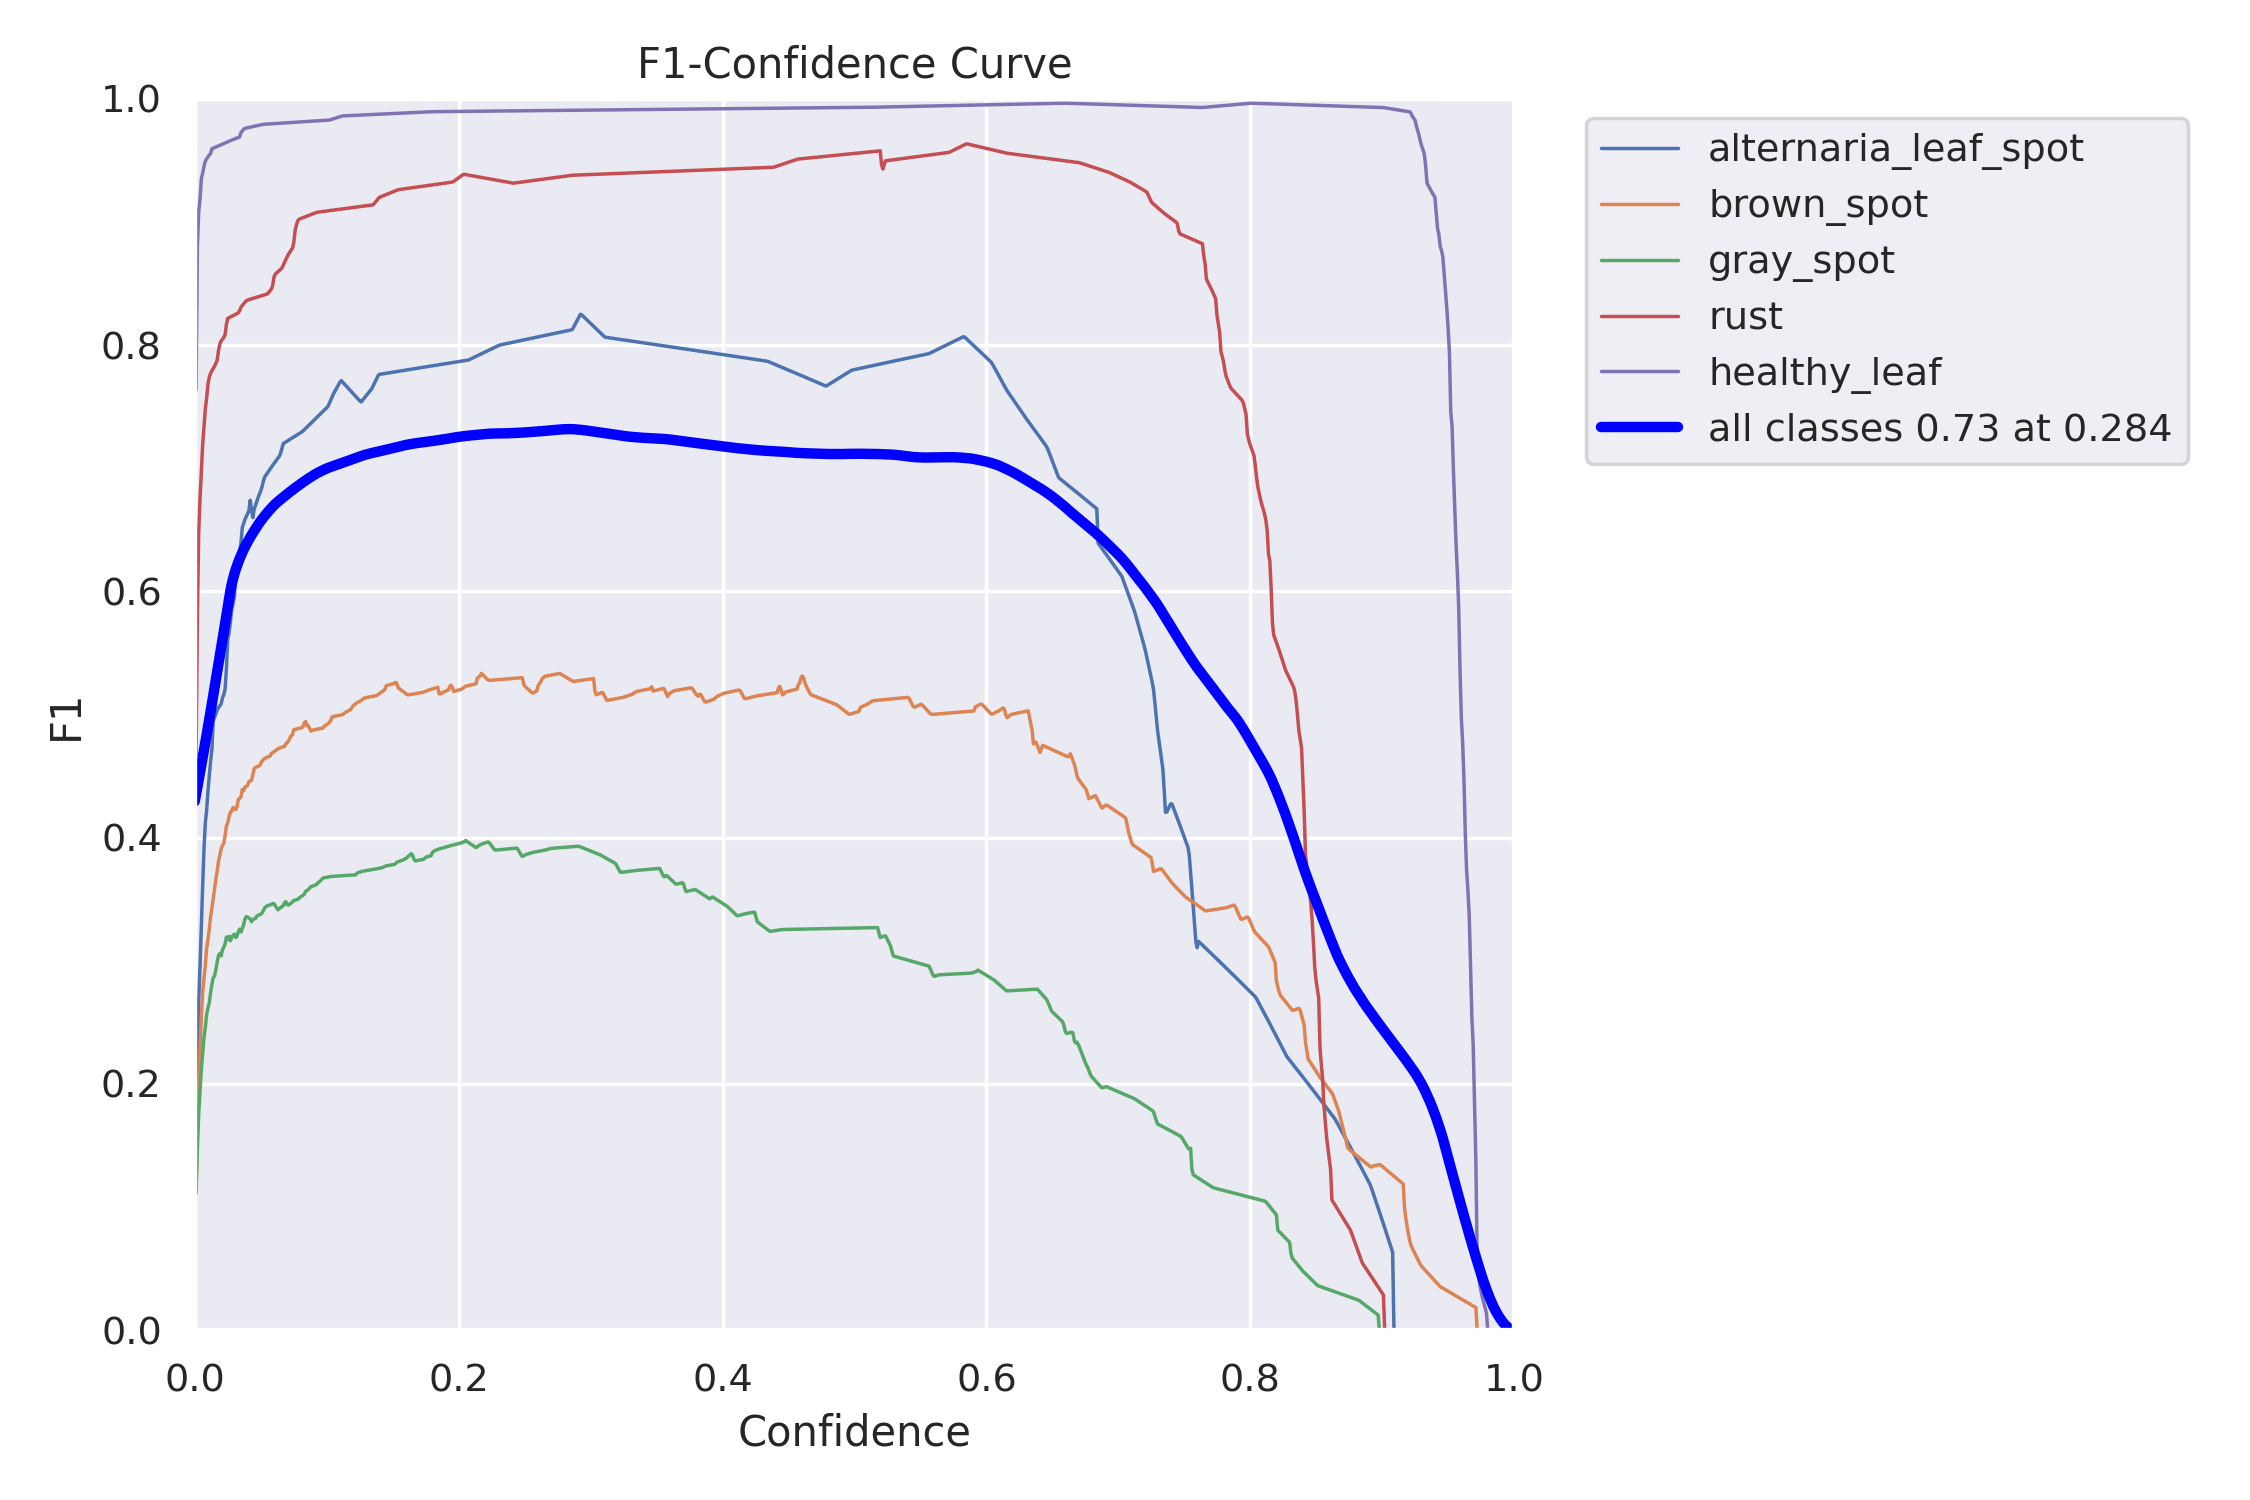 F1-Confidence Curve
1.0
0.8
0.6
0.4
0.2
0.0
F1
0.0 0.2 0.4 0.6 0.8 1.0
Confidence
alternaria_leaf_spot
brown_spot
gray_spot
rust
healthy_leaf
all classes 0.73 at 0.284